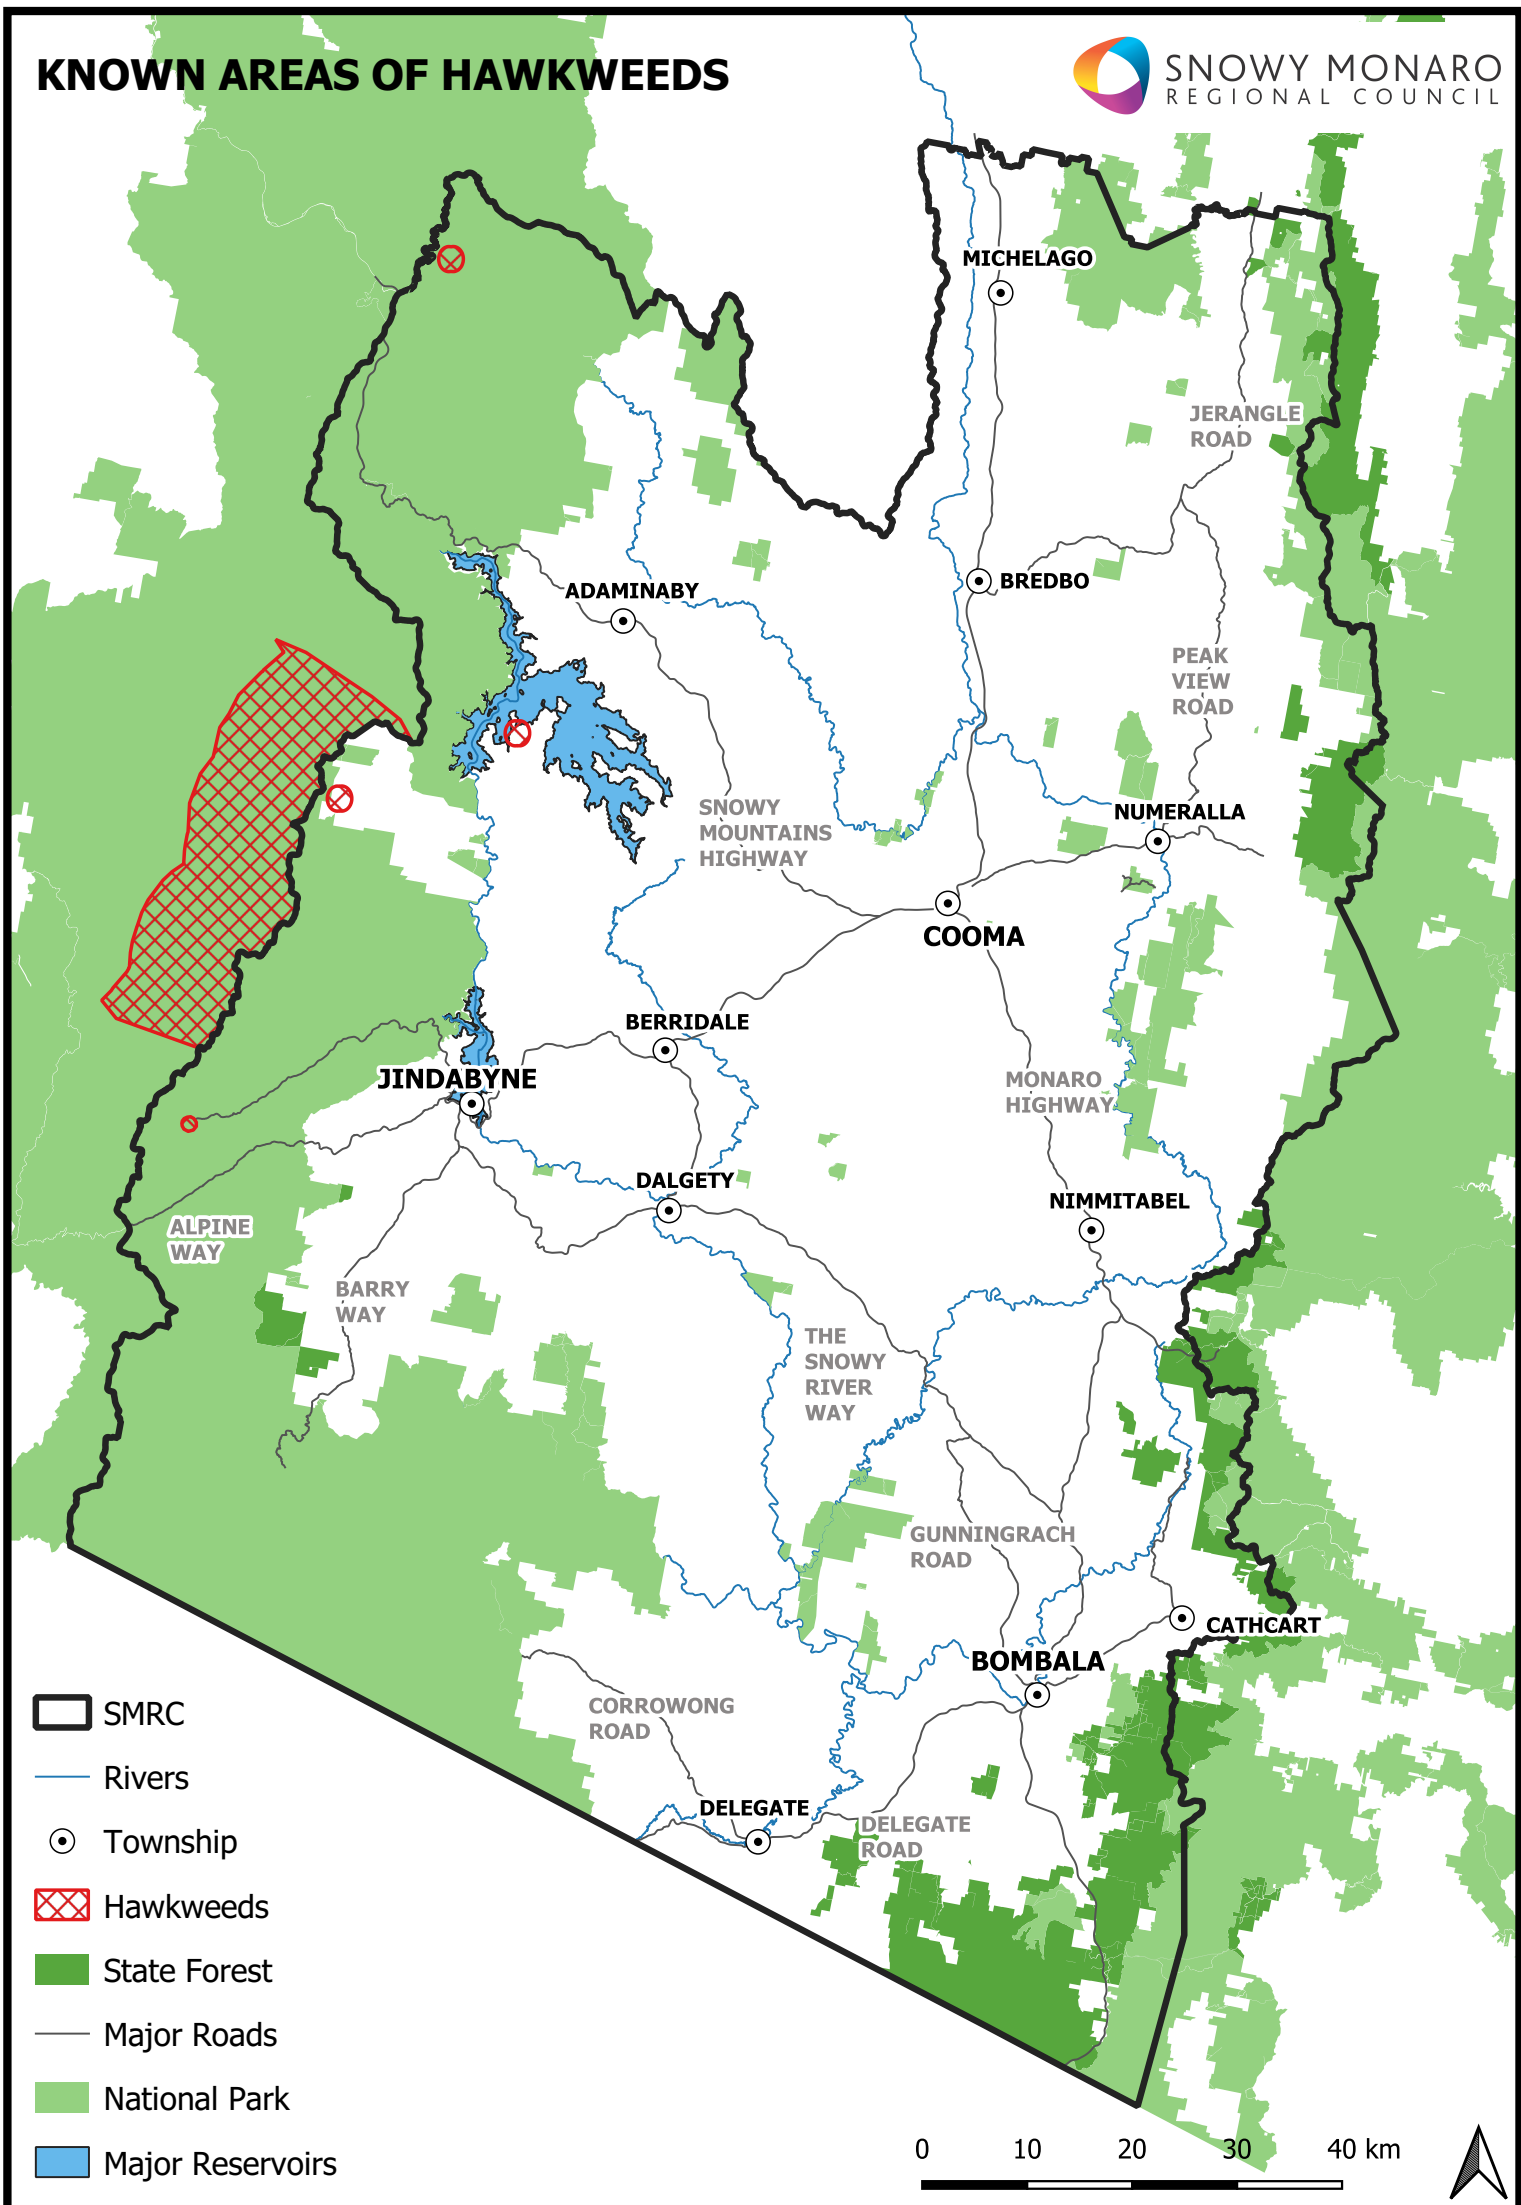 KNOWN AREAS OF HAWKWEEDS
SNOWY MONARO
REGIONAL COUNCIL
MICHELAGO
JERANGLE
ROAD
ADAMINABY
BREDBO
PEAK
VIEW
ROAD
SNOWY
MOUNTAINS
HIGHWAY
NUMERALLA
COOMA
BERRIDALE
JINDABYNE
MONARO
HIGHWAY
DALGETY
NIMMITABEL
ALPINE
WAY
BARRY
WAY
THE
SNOWY
RIVER
WAY
GUNNINGRACH
ROAD
CATHCART
BOMBALA
CORROWONG
ROAD
DELEGATE
DELEGATE
ROAD
SMRC
Rivers
Township
Hawkweeds
State Forest
Major Roads
National Park
Major Reservoirs
0 10 20 30 40 km